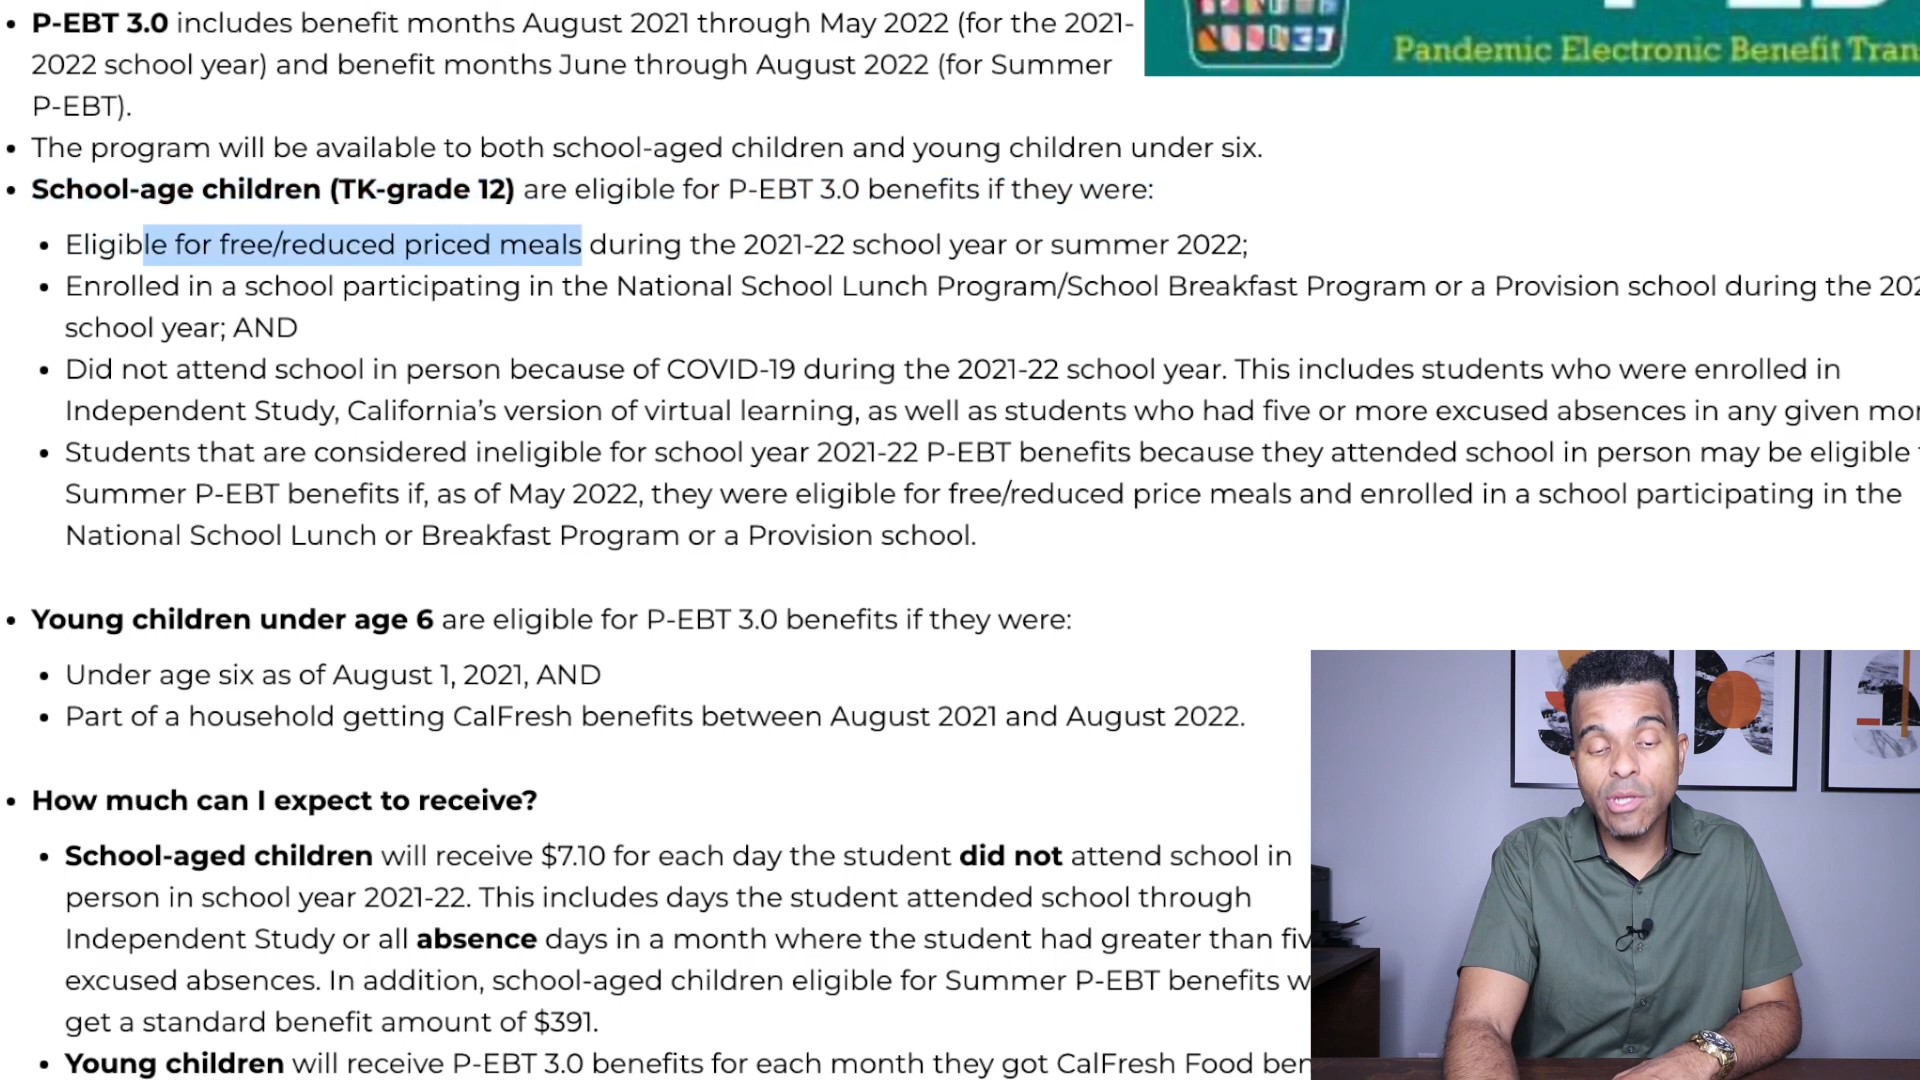 P-EBT 3.0 includes benefit months August 2021 through May 2022 (for the 2021-
2022 school year) and benefit months June through August 2022 (for Summer
P-EBT).
Pandemic Electronic Benefit
The program will be available to both school-aged children and young children under six.
School-age children (TK-grade 12) are eligible for P-EBT 3.0 benefits if they were:
Eligible for free/reduced priced meals during the 2021-22 school year or summer 2022;
Enrolled in a school participating in the National School Lunch Program/School Breakfast Program or a Provision school during the
school year; AND
Did not attend school in person because of COVID-19 during the 2021-22 school year. This includes students who were enrolled in
Independent Study, California’s version of virtual learning, as well as students who had five or more excused absences in any given
Students that are considered ineligible for school year 2021-22 P-EBT benefits because they attended school in person may be eligible
Summer P-EBT benefits if, as of May 2022, they were eligible for free/reduced price meals and enrolled in a school participating in the
National School Lunch or Breakfast Program or a Provision school.
Young children under age 6 are eligible for P-EBT 3.0 benefits if they were:
Under age six as of August 1, 2021, AND
Part of a household getting CalFresh benefits between August 2021 and August 2022.
How much can I expect to receive?
School-aged children will receive $7.10 for each day the student did not attend school in
person in school year 2021-22. This includes days the student attended school through
Independent Study or all absence days in a month where the student had greater than
excused absences. In addition, school-aged children eligible for Summer P-EBT benefits
get a standard benefit amount of $391.
Young children will receive P-EBT 3.0 benefits for each month they got CalFresh Food